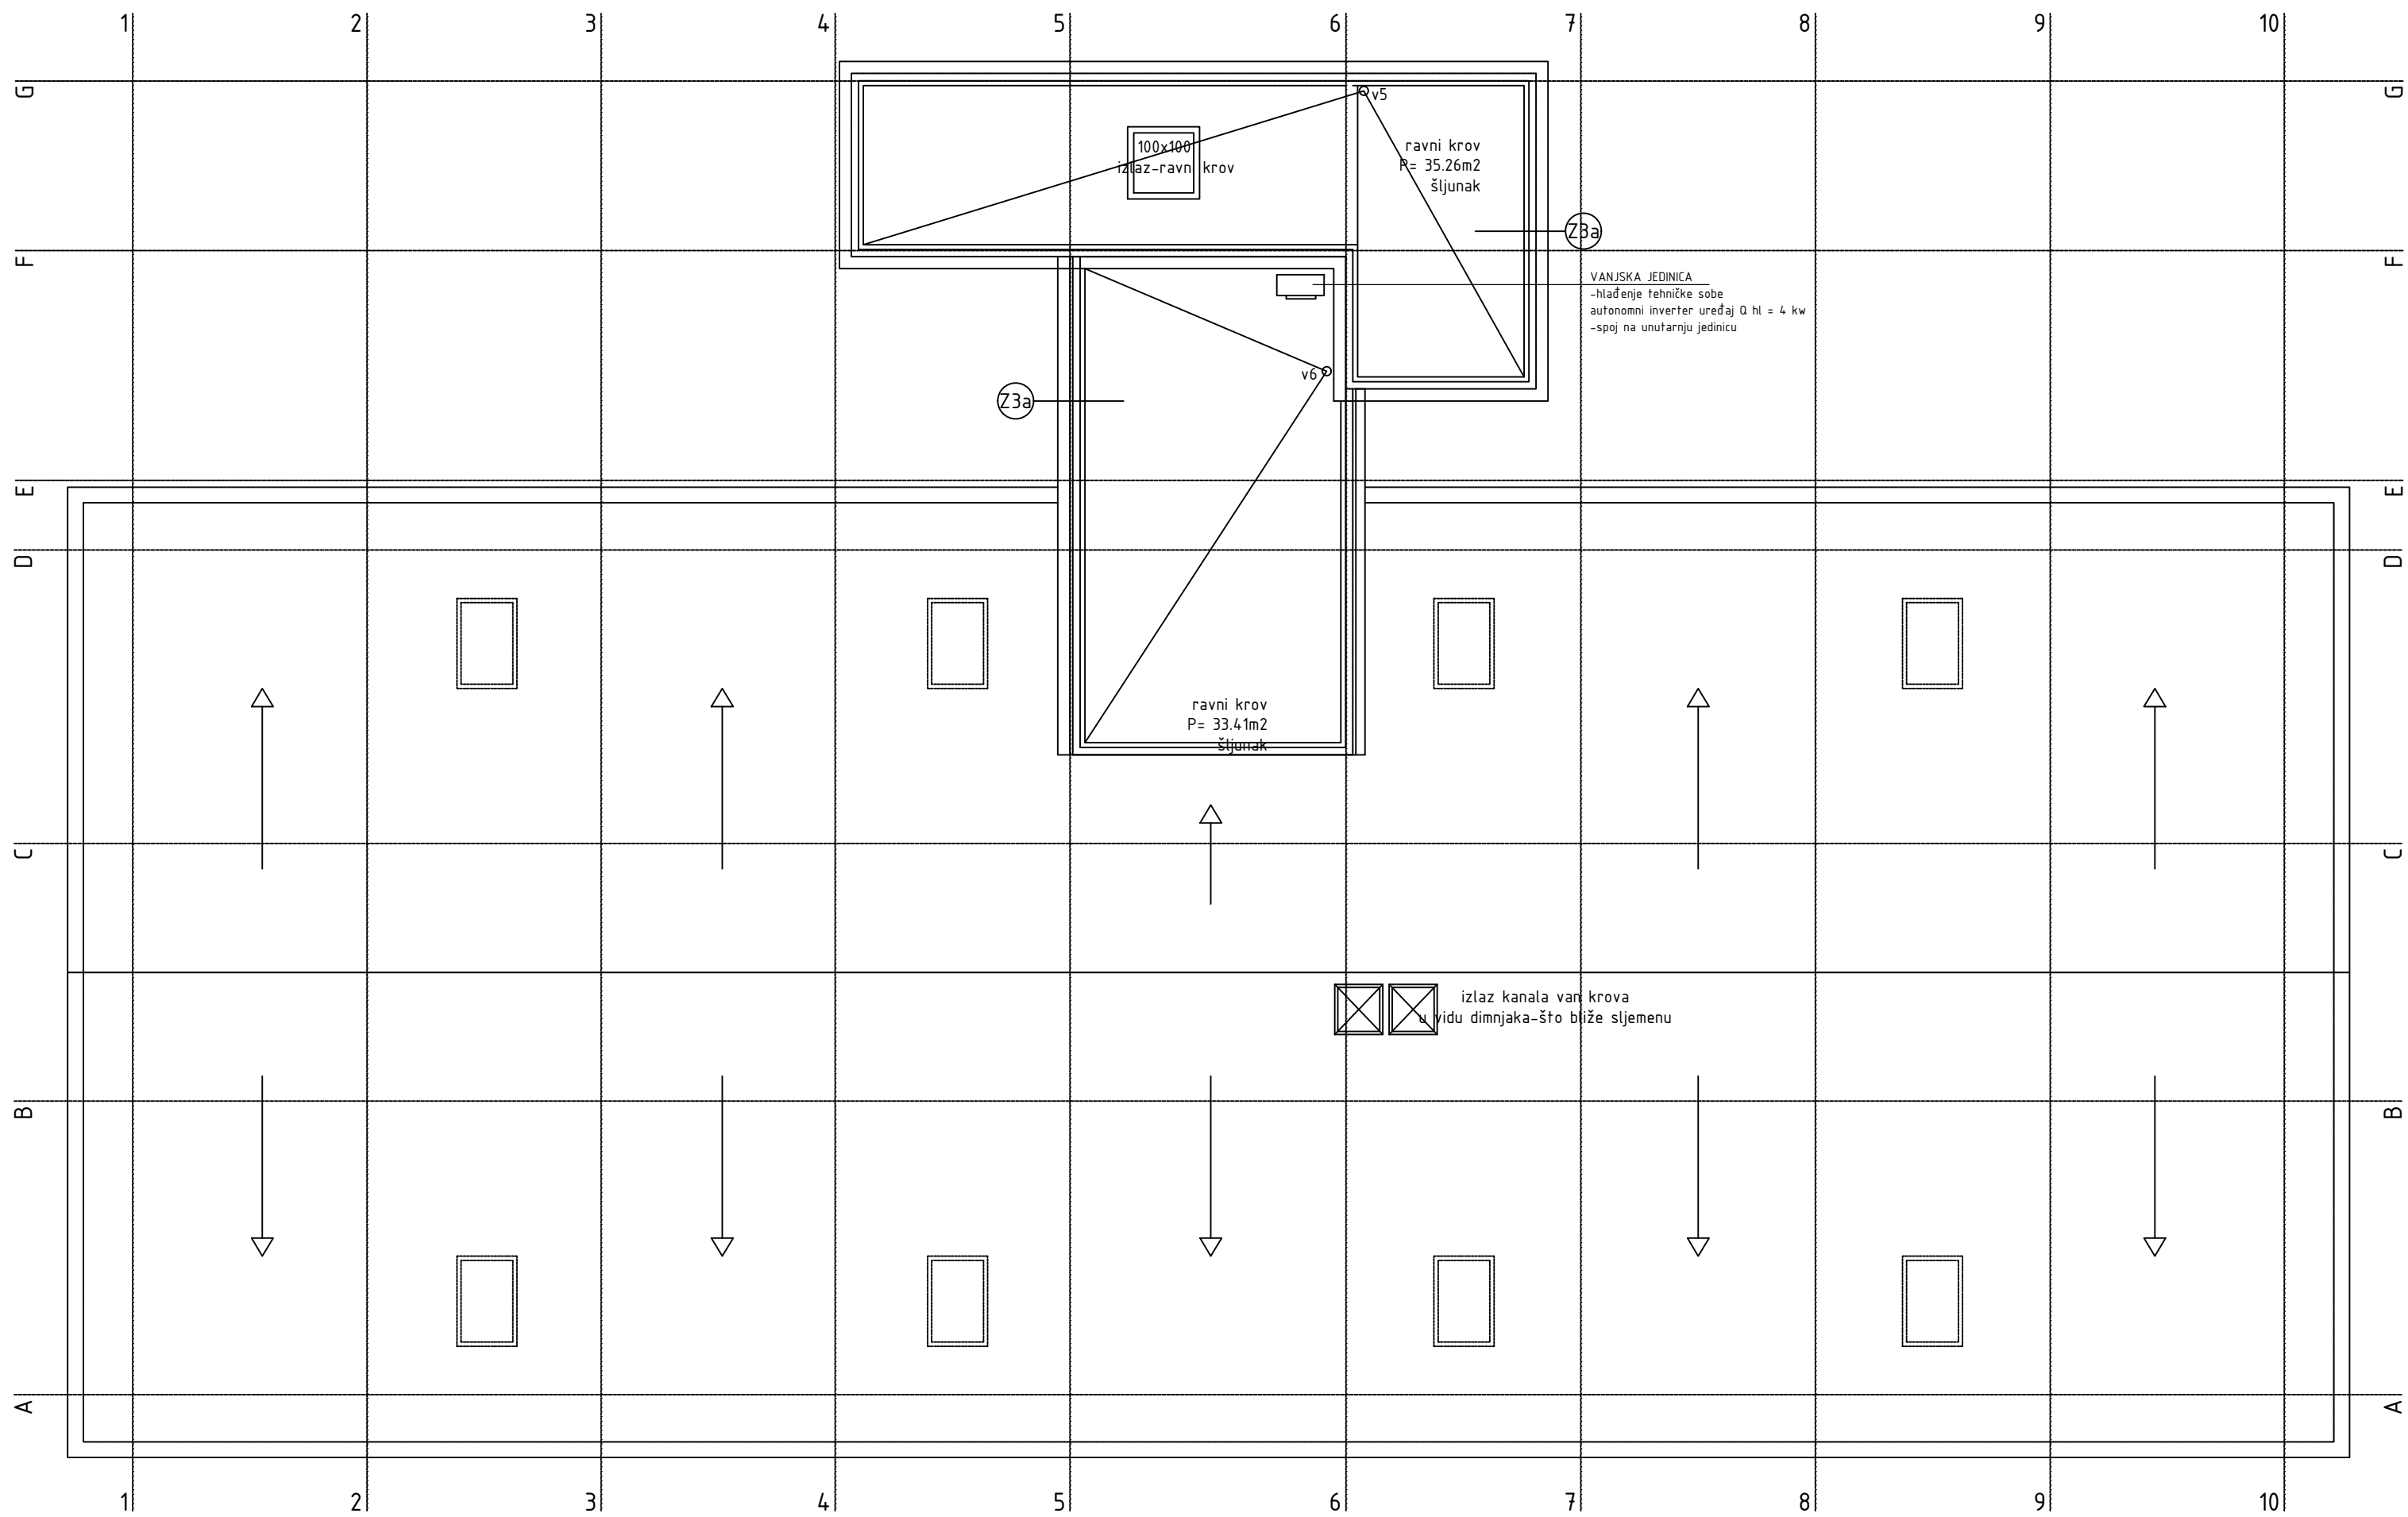 1 2 3 4 5 6 7 8 9 10
G G
v5
100x100
izlaz-ravni krov
ravni krov
P= 35.26m2
šljunak
Z3a
F F
VANJSKA JEDINICA
-hlađenje tehničke sobe
autonomni inverter uređaj Q hl = 4 kw
-spoj na unutarnju jedinicu
v6
Z3a
E E
D D
ravni krov
P= 33.41m2
šljunak
C C
izlaz kanala van krova
u vidu dimnjaka-što bliže sljemenu
B B
A A
1 2 3 4 5 6 7 8 9 10